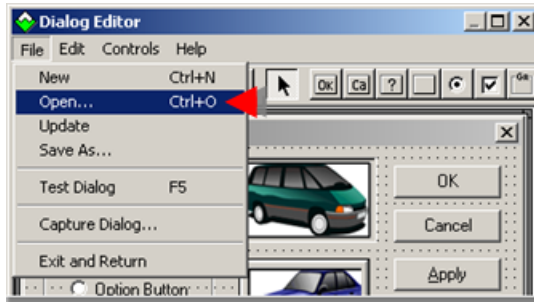 Dialog Editor
File Edit Controls Help
New Ctrl+N
Open... Ctrl+O
Update
Save As...
Test Dialog F5
Capture Dialog...
Exit and Return
OK Ca ?
OK
Cancel
Apply
Option Button